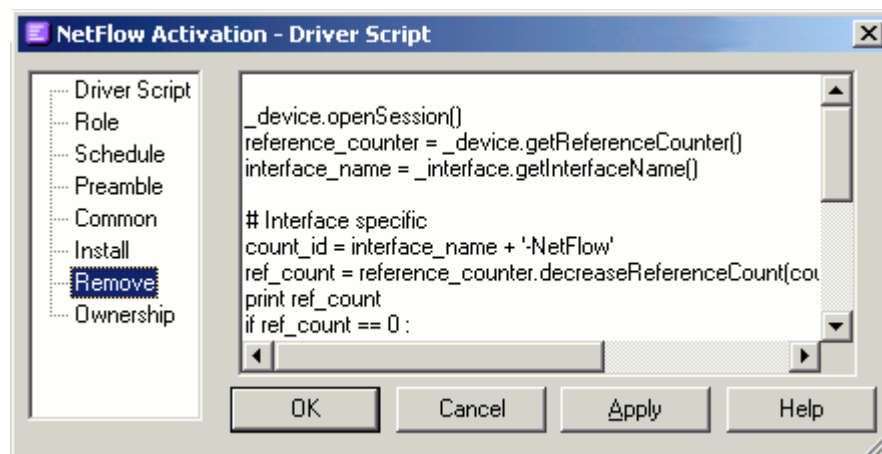 NetFlow Activation - Driver Script
Driver Script
Role
Schedule
Preamble
Common
Install
Remove
Ownership
_device.openSession()
reference_counter = _device.getReferenceCounter()
interface_name = _interface.getInterfaceName()
# Interface specific
count_id = interface_name + '-NetFlow'
ref_count = reference_counter.decreaseReferenceCount(cou
print ref_count
if ref_count == 0 :
OK
Cancel
Apply
Help